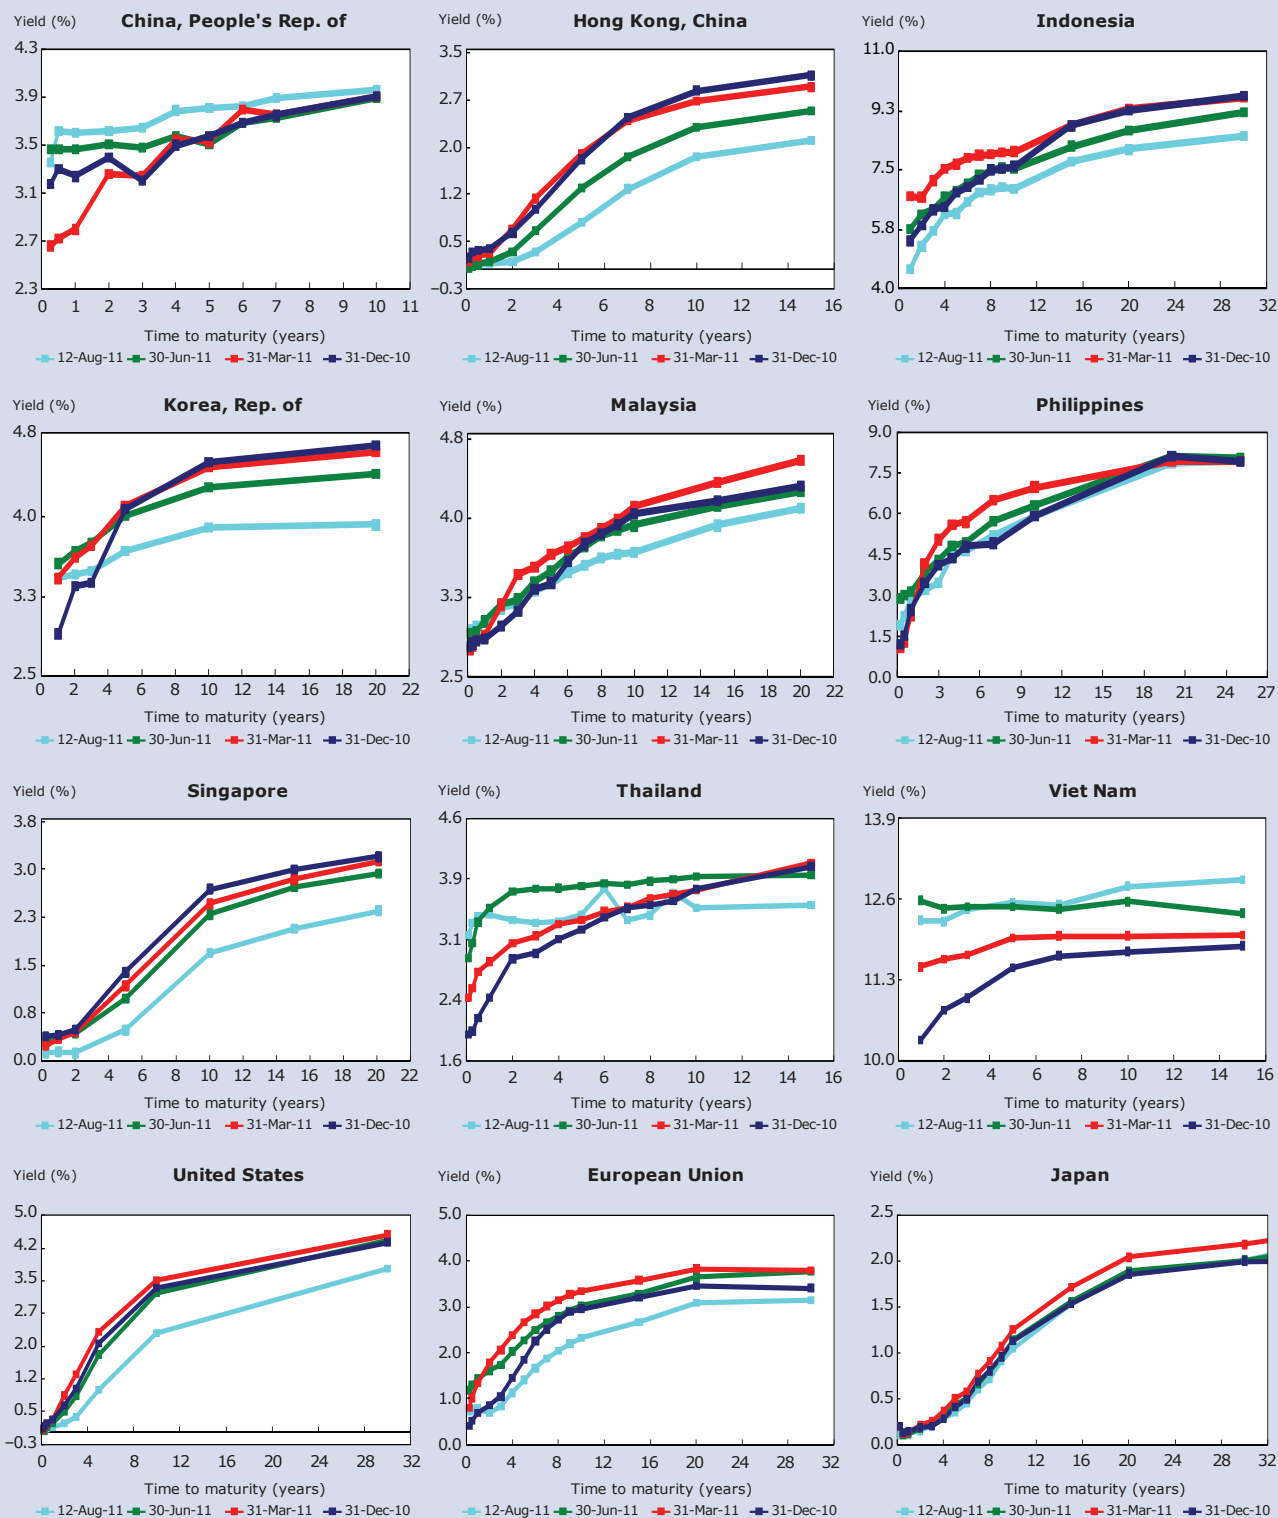 Yield (%) China, People's Rep. of
4.3
3.9
3.5
3.1
2.7
2.3
0 1 2 3 4 5 6 7 8 9 10 11
Time to maturity (years)
12-Aug-11 30-Jun-11 31-Mar-11 31-Dec-10
Yield (%) Hong Kong, China
3.5
2.7
2.0
1.2
0.5
–0.3
0 2 4 6 8 10 12 14 16
Time to maturity (years)
12-Aug-11 30-Jun-11 31-Mar-11 31-Dec-10
Yield (%) Indonesia
11.0
9.3
7.5
5.8
4.0
0 4 8 12 16 20 24 28 32
Time to maturity (years)
12-Aug-11 30-Jun-11 31-Mar-11 31-Dec-10
Yield (%) Korea, Rep. of
4.8
4.0
3.3
2.5
0 2 4 6 8 10 12 14 16 18 20 22
Time to maturity (years)
12-Aug-11 30-Jun-11 31-Mar-11 31-Dec-10
Yield (%) Malaysia
4.8
4.0
3.3
2.5
0 2 4 6 8 10 12 14 16 18 20 22
Time to maturity (years)
12-Aug-11 30-Jun-11 31-Mar-11 31-Dec-10
Yield (%) Philippines
9.0
7.5
6.0
4.5
3.0
1.5
0.0
0 3 6 9 12 15 18 21 24 27
Time to maturity (years)
12-Aug-11 30-Jun-11 31-Mar-11 31-Dec-10
Yield (%) Singapore
3.8
3.0
2.3
1.5
0.8
0.0
0 2 4 6 8 10 12 14 16 18 20 22
Time to maturity (years)
12-Aug-11 30-Jun-11 31-Mar-11 31-Dec-10
Yield (%) Thailand
4.6
3.9
3.1
2.4
1.6
0 2 4 6 8 10 12 14 16
Time to maturity (years)
12-Aug-11 30-Jun-11 31-Mar-11 31-Dec-10
Yield (%) Viet Nam
13.9
12.6
11.3
10.0
0 2 4 6 8 10 12 14 16
Time to maturity (years)
12-Aug-11 30-Jun-11 31-Mar-11 31-Dec-10
Yield (%) United States
5.0
4.2
3.5
2.7
2.0
1.2
0.5
–0.3
0 4 8 12 16 20 24 28 32
Time to maturity (years)
12-Aug-11 30-Jun-11 31-Mar-11 31-Dec-10
Yield (%) European Union
5.0
4.0
3.0
2.0
1.0
0.0
0 4 8 12 16 20 24 28 32
Time to maturity (years)
12-Aug-11 30-Jun-11 31-Mar-11 31-Dec-10
Yield (%) Japan
2.5
2.0
1.5
1.0
0.5
0.0
0 4 8 12 16 20 24 28 32
Time to maturity (years)
12-Aug-11 30-Jun-11 31-Mar-11 31-Dec-10